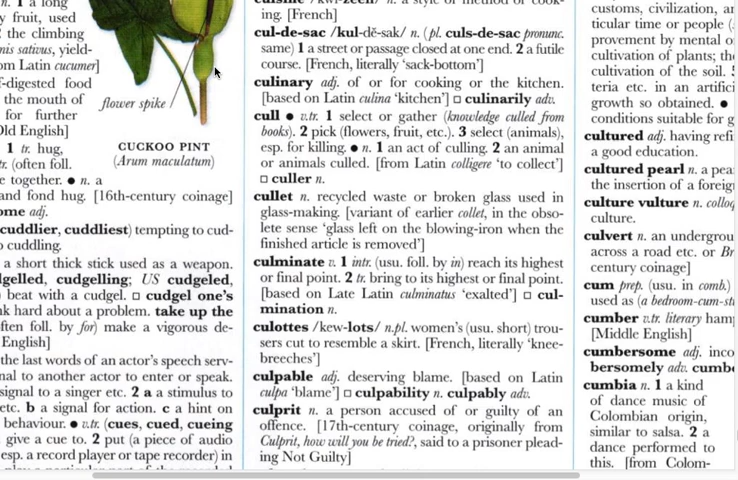 n. 1 a long
y fruit, used
the climbing
mis sativus, yield-
om Latin cucumer]
f-digested food
the mouth of
for further
Old English]
1 tr. hug,
tr. (often foll.
e together. ● n. a
and fond hug. [16th-century coinage]
ome adj.
cuddlier, cuddliest) tempting to cud-
o cuddling.
a short thick stick used as a weapon.
dgelled, cudgelling; US cudgeled,
beat with a cudgel. □ cudgel one's
nk hard about a problem. take up the
ften foll. by for) make a vigorous de-
English]
the last words of an actor's speech serv-
nal to another actor to enter or speak.
signal to a singer etc. 2 a a stimulus to
etc. b a signal for action. c a hint on
behaviour. ● v.tr. (cues, cued, cueing
give a cue to. 2 put (a piece of audio
esp. a record player or tape recorder) in
flower spike
CUCKOO PINT
(Arum maculatum)
cuisine /kwi-zeen/ n. a style or method of cook-
ing. [French]
cul-de-sac /kul-dĕ-sak/ n. (pl. culs-de-sac pronunc.
same) 1 a street or passage closed at one end. 2 a futile
course. [French, literally 'sack-bottom']
culinary adj. of or for cooking or the kitchen.
[based on Latin culina 'kitchen'] □ culinarily adv.
cull ● v.tr. 1 select or gather (knowledge culled from
books). 2 pick (flowers, fruit, etc.). 3 select (animals),
esp. for killing. ● n. 1 an act of culling. 2 an animal
or animals culled. [from Latin colligere 'to collect']
□ culler n.
cullet n. recycled waste or broken glass used in
glass-making. [variant of earlier collet, in the obso-
lete sense 'glass left on the blowing-iron when the
finished article is removed']
culminate v. 1 intr. (usu. foll. by in) reach its highest
or final point. 2 tr. bring to its highest or final point.
[based on Late Latin culminatus 'exalted'] □ cul-
mination n.
culottes /kew-lots/ n.pl. women's (usu. short) trou-
sers cut to resemble a skirt. [French, literally 'knee-
breeches']
culpable adj. deserving blame. [based on Latin
culpa 'blame'] □ culpability n. culpably adv.
culprit n. a person accused of or guilty of an
offence. [17th-century coinage, originally from
Culprit, how will you be tried?, said to a prisoner plead-
ing Not Guilty]
customs, civilization, a
ticular time or people (
provement by mental o
cultivation of plants; th
cultivation of the soil. 5
teria etc. in an artifici
growth so obtained. ●
conditions suitable for g
cultured adj. having refi
a good education.
cultured pearl n. a pea
the insertion of a foreig
culture vulture n. colloq
culture.
culvert n. an undergrou
across a road etc. or Br
century coinage]
cum prep. (usu. in comb.)
used as (a bedroom-cum-stu
cumber v.tr. literary ham
[Middle English]
cumbersome adj. inco
bersomely adv. cumbe
cumbia n. 1 a kind
of dance music of
Colombian origin,
similar to salsa. 2 a
dance performed to
this. [from Colom-